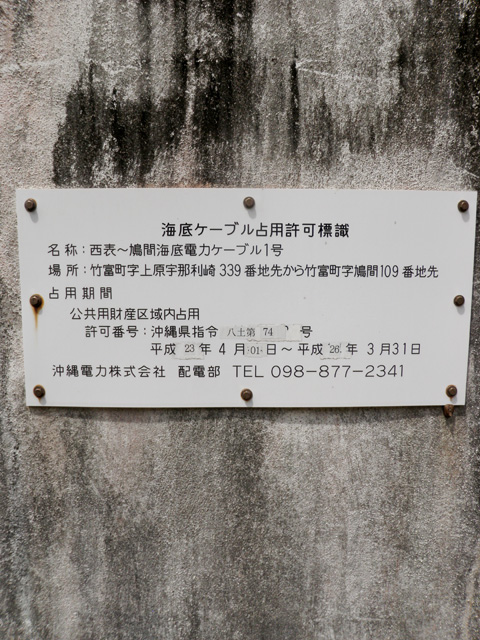 海底ケーブル占用許可標識
名称：西表～鳩間海底電力ケーブル1号
場所：竹富町字上原宇那利崎339番地先から竹富町字鳩間109番地先
占用期間
公共用財産区域内占用
許可番号：沖縄県指令 八土第 74 号
平成 23 年 4 月 01 日～平成 26 年 3 月 31 日
沖縄電力株式会社 配電部 TEL 098-877-2341